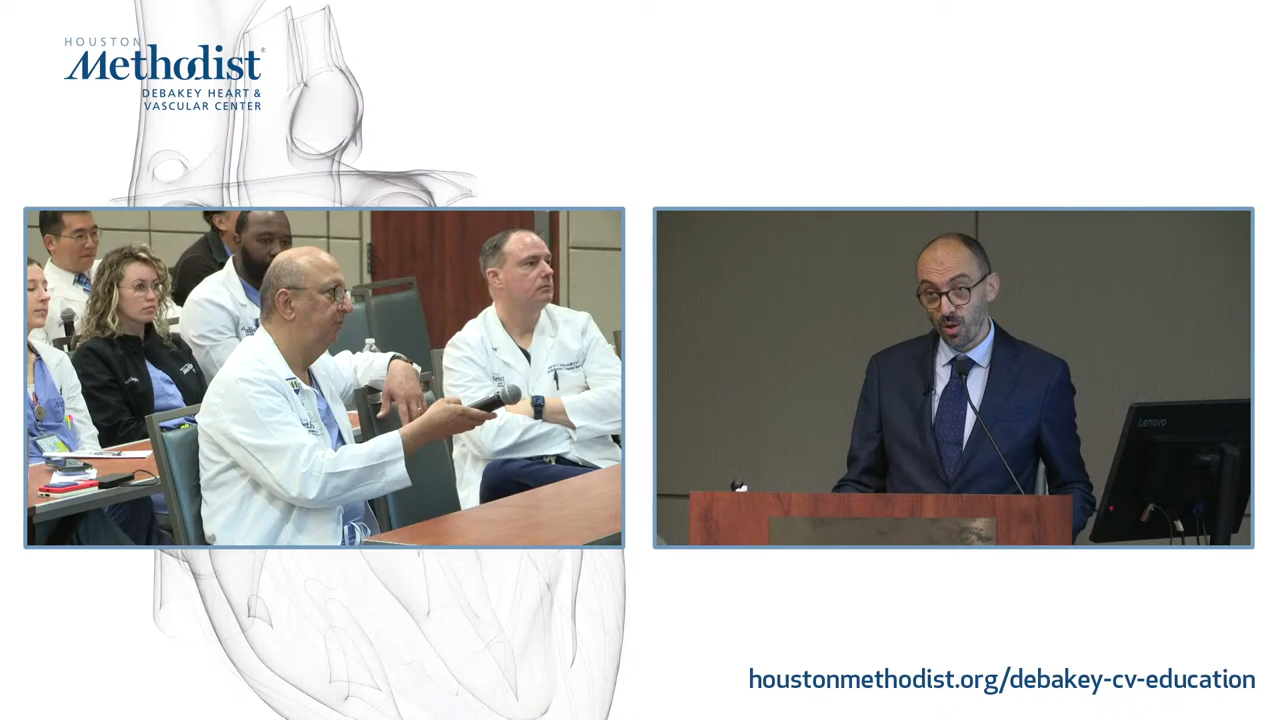 HOUSTON
Methodist®
DEBAKEY HEART &
VASCULAR CENTER
Lenovo
houstonmethodist.org/debakey-cv-education